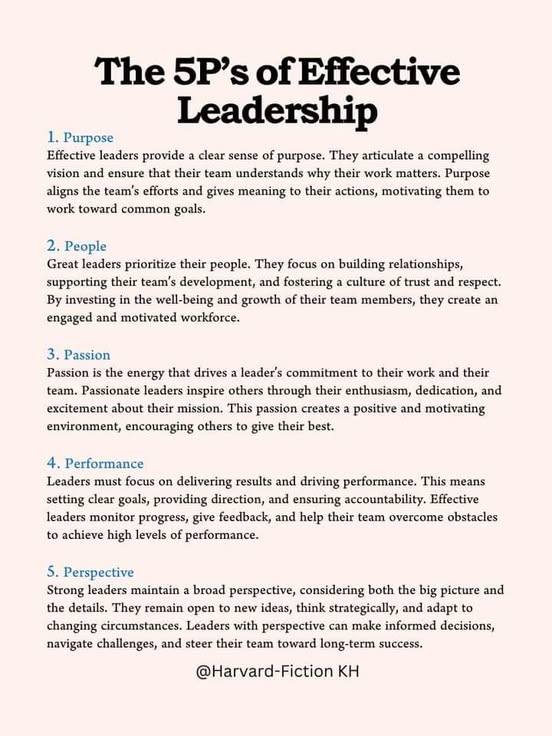 The 5P's of Effective
Leadership
1. Purpose
Effective leaders provide a clear sense of purpose. They articulate a compelling
vision and ensure that their team understands why their work matters. Purpose
aligns the team's efforts and gives meaning to their actions, motivating them to
work toward common goals.
2. People
Great leaders prioritize their people. They focus on building relationships,
supporting their team's development, and fostering a culture of trust and respect.
By investing in the well-being and growth of their team members, they create an
engaged and motivated workforce.
3. Passion
Passion is the energy that drives a leader's commitment to their work and their
team. Passionate leaders inspire others through their enthusiasm, dedication, and
excitement about their mission. This passion creates a positive and motivating
environment, encouraging others to give their best.
4. Performance
Leaders must focus on delivering results and driving performance. This means
setting clear goals, providing direction, and ensuring accountability. Effective
leaders monitor progress, give feedback, and help their team overcome obstacles
to achieve high levels of performance.
5. Perspective
Strong leaders maintain a broad perspective, considering both the big picture and
the details. They remain open to new ideas, think strategically, and adapt to
changing circumstances. Leaders with perspective can make informed decisions,
navigate challenges, and steer their team toward long-term success.
@Harvard-Fiction KH